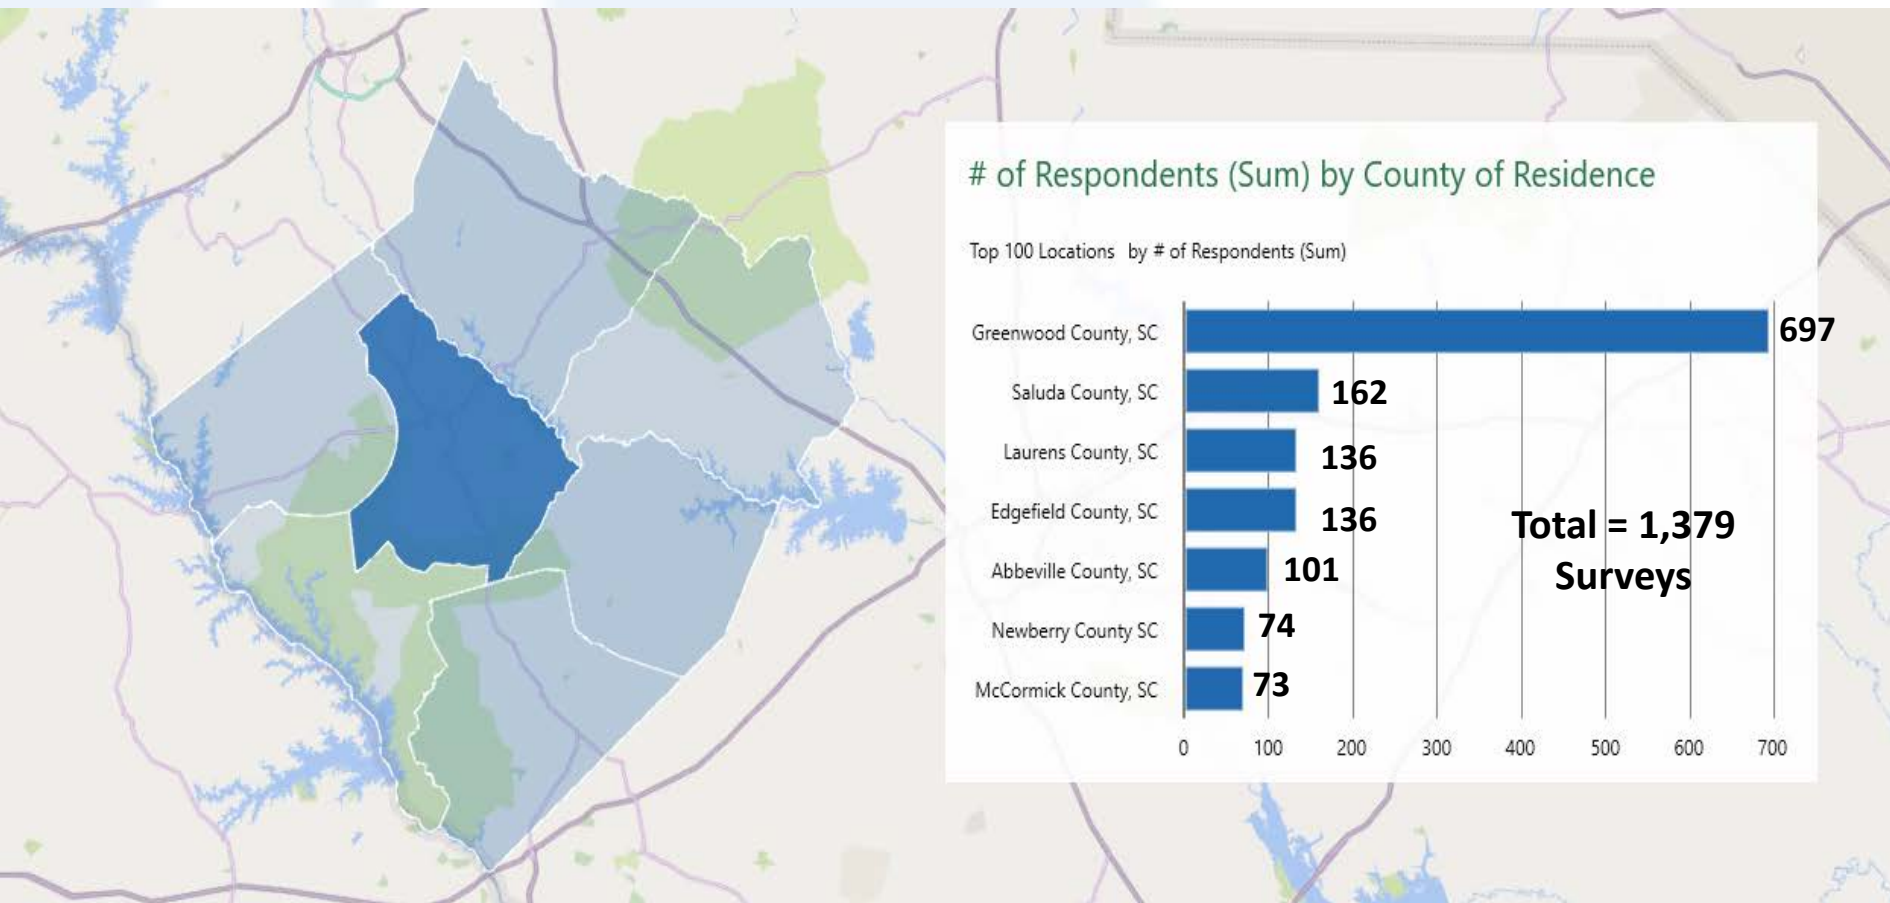 # of Respondents (Sum) by County of Residence
Top 100 Locations by # of Respondents (Sum)
Greenwood County, SC 697
Saluda County, SC 162
Laurens County, SC 136
Edgefield County, SC 136
Abbeville County, SC 101
Newberry County SC 74
McCormick County, SC 73
Total = 1,379
Surveys
0 100 200 300 400 500 600 700